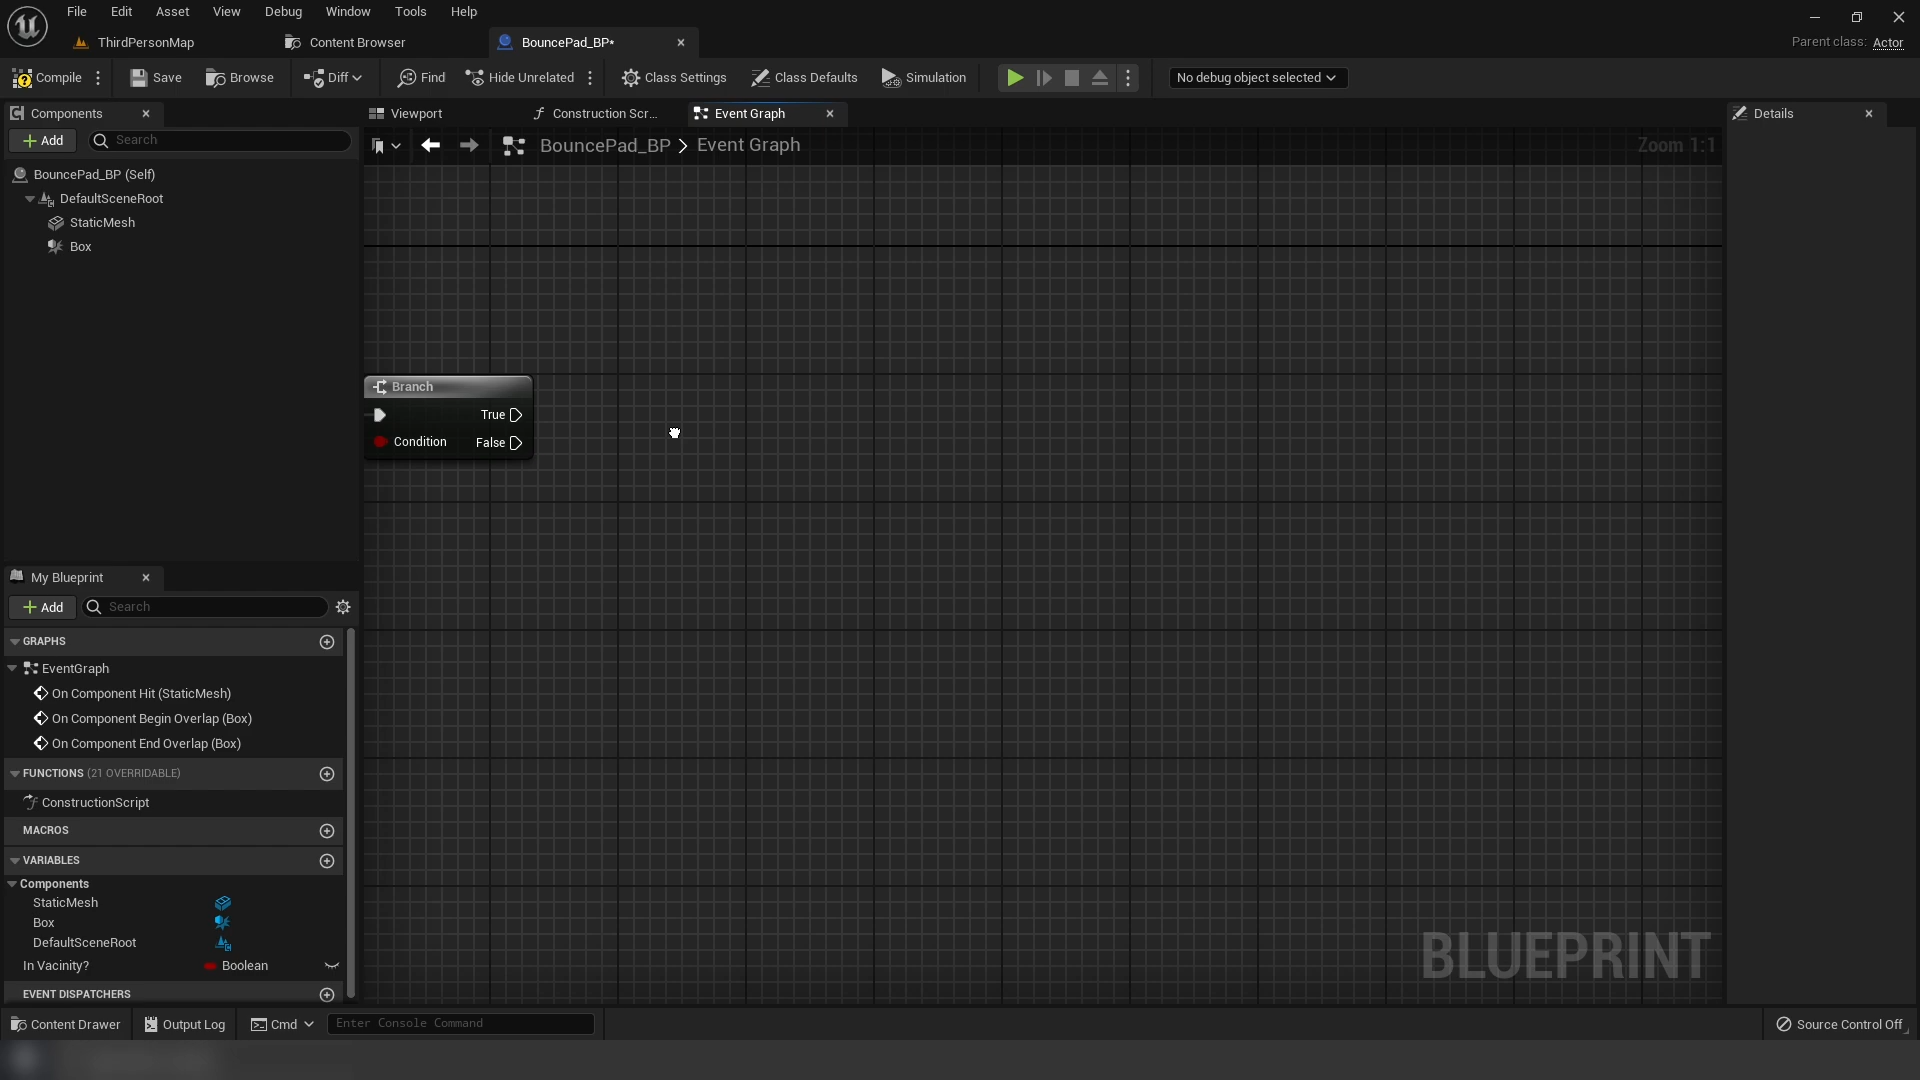 File Edit Asset View Debug Window Tools Help
ThirdPersonMap Content Browser BouncePad_BP*
Parent class: Actor
Compile Save Browse Diff Find Hide Unrelated Class Settings Class Defaults Simulation No debug object selected
Components Viewport Construction Scr... Event Graph Details
Add Search
BouncePad_BP > Event Graph Zoom 1:1
BouncePad_BP (Self)
DefaultSceneRoot
StaticMesh
Box
Branch
True
Condition False
My Blueprint
Add Search
GRAPHS
EventGraph
On Component Hit (StaticMesh)
On Component Begin Overlap (Box)
On Component End Overlap (Box)
FUNCTIONS (21 OVERRIDABLE)
ConstructionScript
MACROS
VARIABLES
Components
StaticMesh
Box
DefaultSceneRoot
In Vacinity? Boolean
EVENT DISPATCHERS
BLUEPRINT
Content Drawer Output Log Cmd Enter Console Command Source Control Off